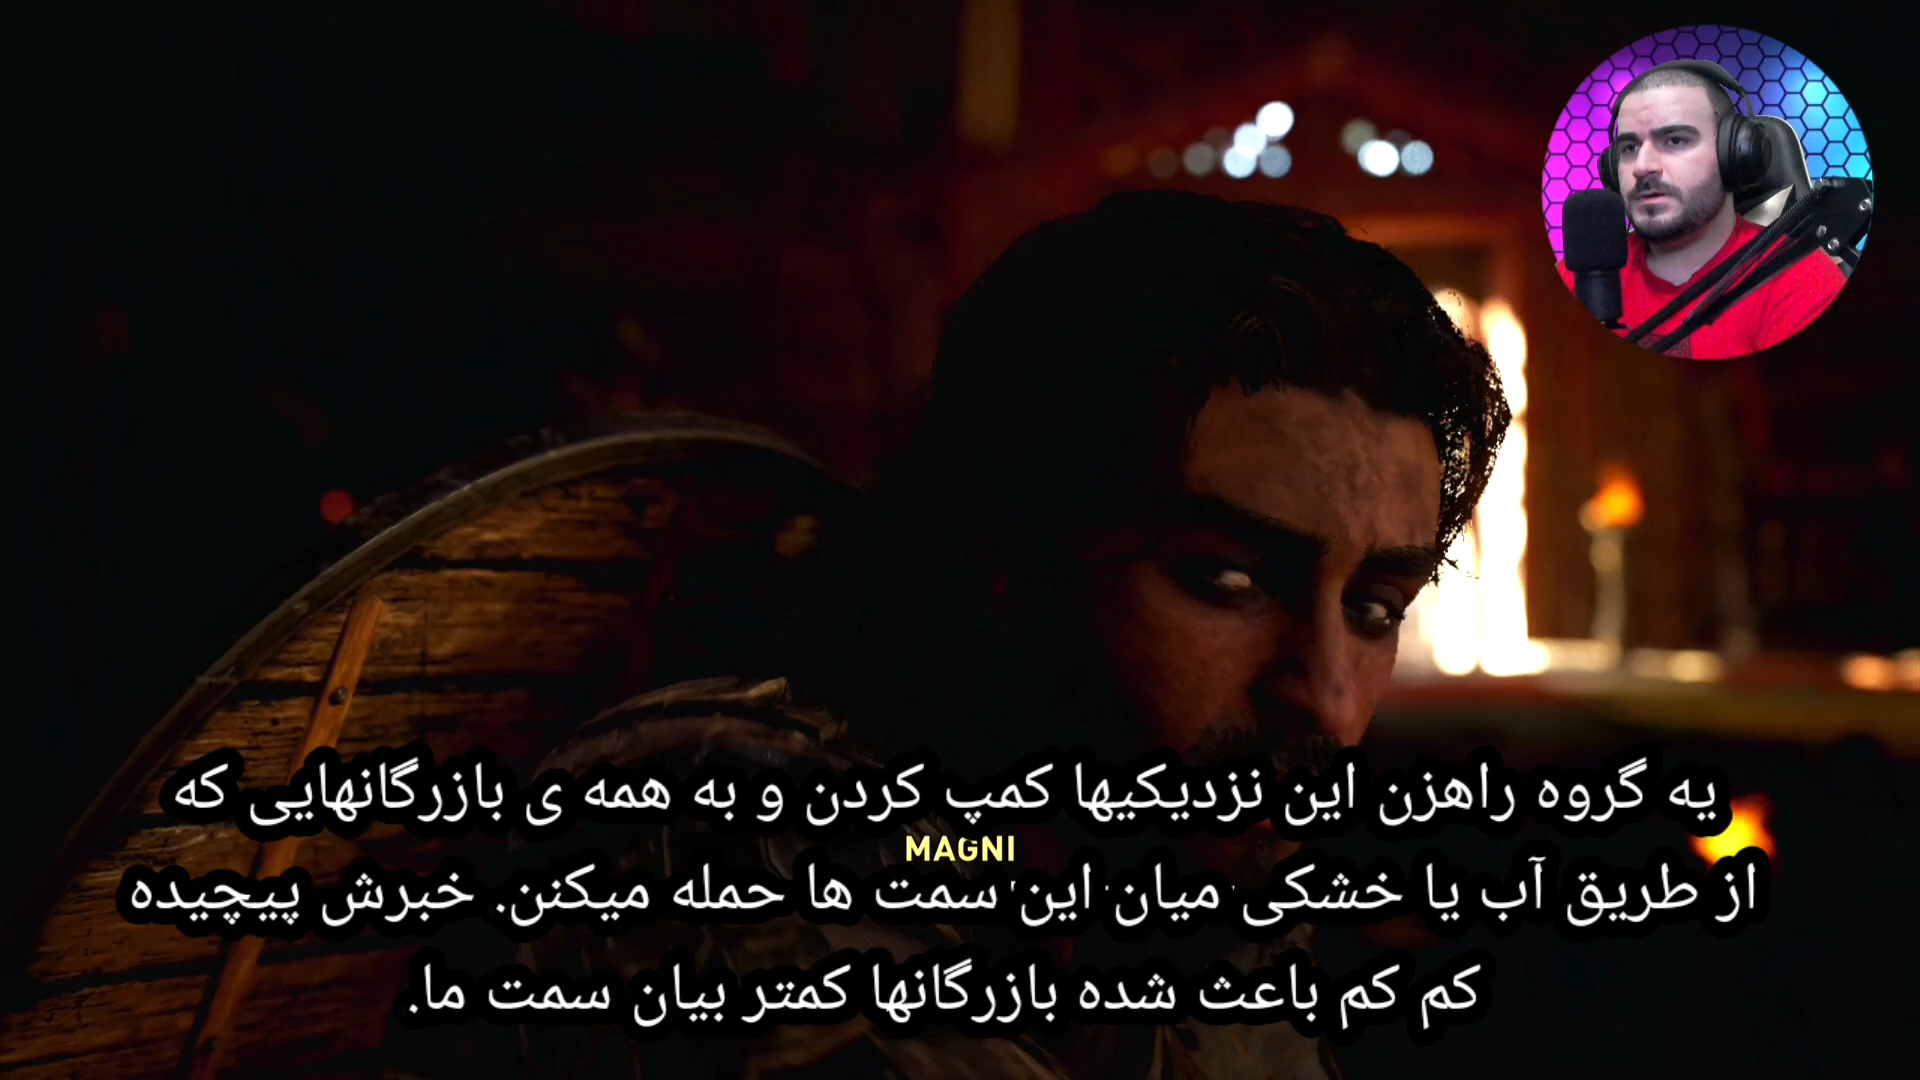 یه گروه راهزن این نزدیکیها کمپ کردن و به همه ی بازرگانهایی که
MAGNI
از طریق آب یا خشکی میان این سمت ها حمله میکنن. خبرش پیچیده
کم کم باعث شده بازرگانها کمتر بیان سمت ما.